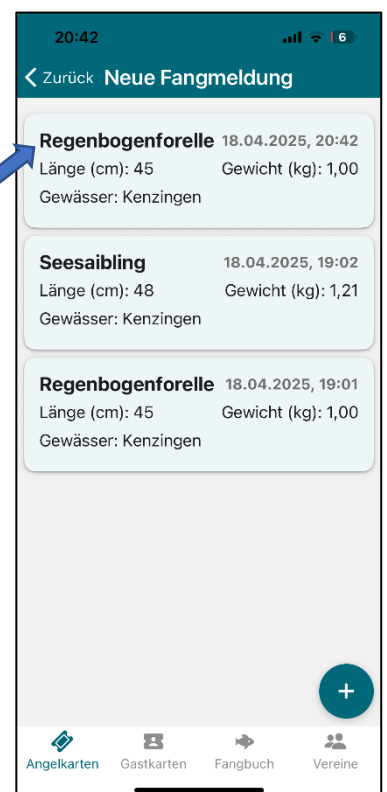 20:42 6
Zurück Neue Fangmeldung
Regenbogenforelle 18.04.2025, 20:42
Länge (cm): 45 Gewicht (kg): 1,00
Gewässer: Kenzingen
Seesaibling 18.04.2025, 19:02
Länge (cm): 48 Gewicht (kg): 1,21
Gewässer: Kenzingen
Regenbogenforelle 18.04.2025, 19:01
Länge (cm): 45 Gewicht (kg): 1,00
Gewässer: Kenzingen
+
Angelkarten Gastkarten Fangbuch Vereine